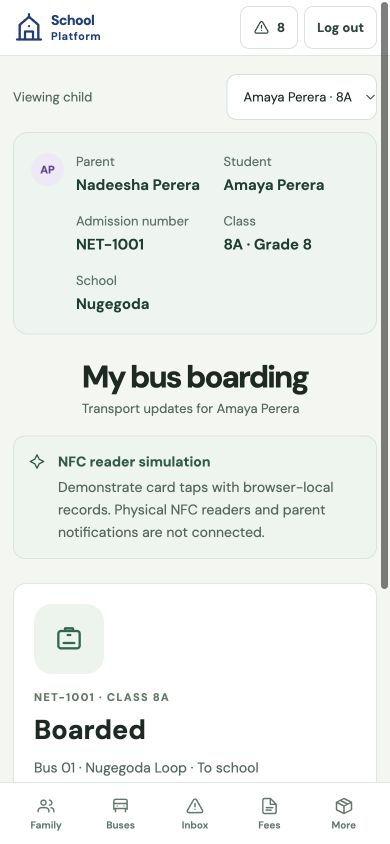 School
Platform
8
Log out
Viewing child
Amaya Perera · 8A
AP
Parent
Nadeesha Perera
Student
Amaya Perera
Admission number
NET-1001
Class
8A · Grade 8
School
Nugegoda
My bus boarding
Transport updates for Amaya Perera
NFC reader simulation
Demonstrate card taps with browser-local
records. Physical NFC readers and parent
notifications are not connected.
NET-1001 · CLASS 8A
Boarded
Bus 01 · Nugegoda Loop · To school
Family
Buses
Inbox
Fees
More